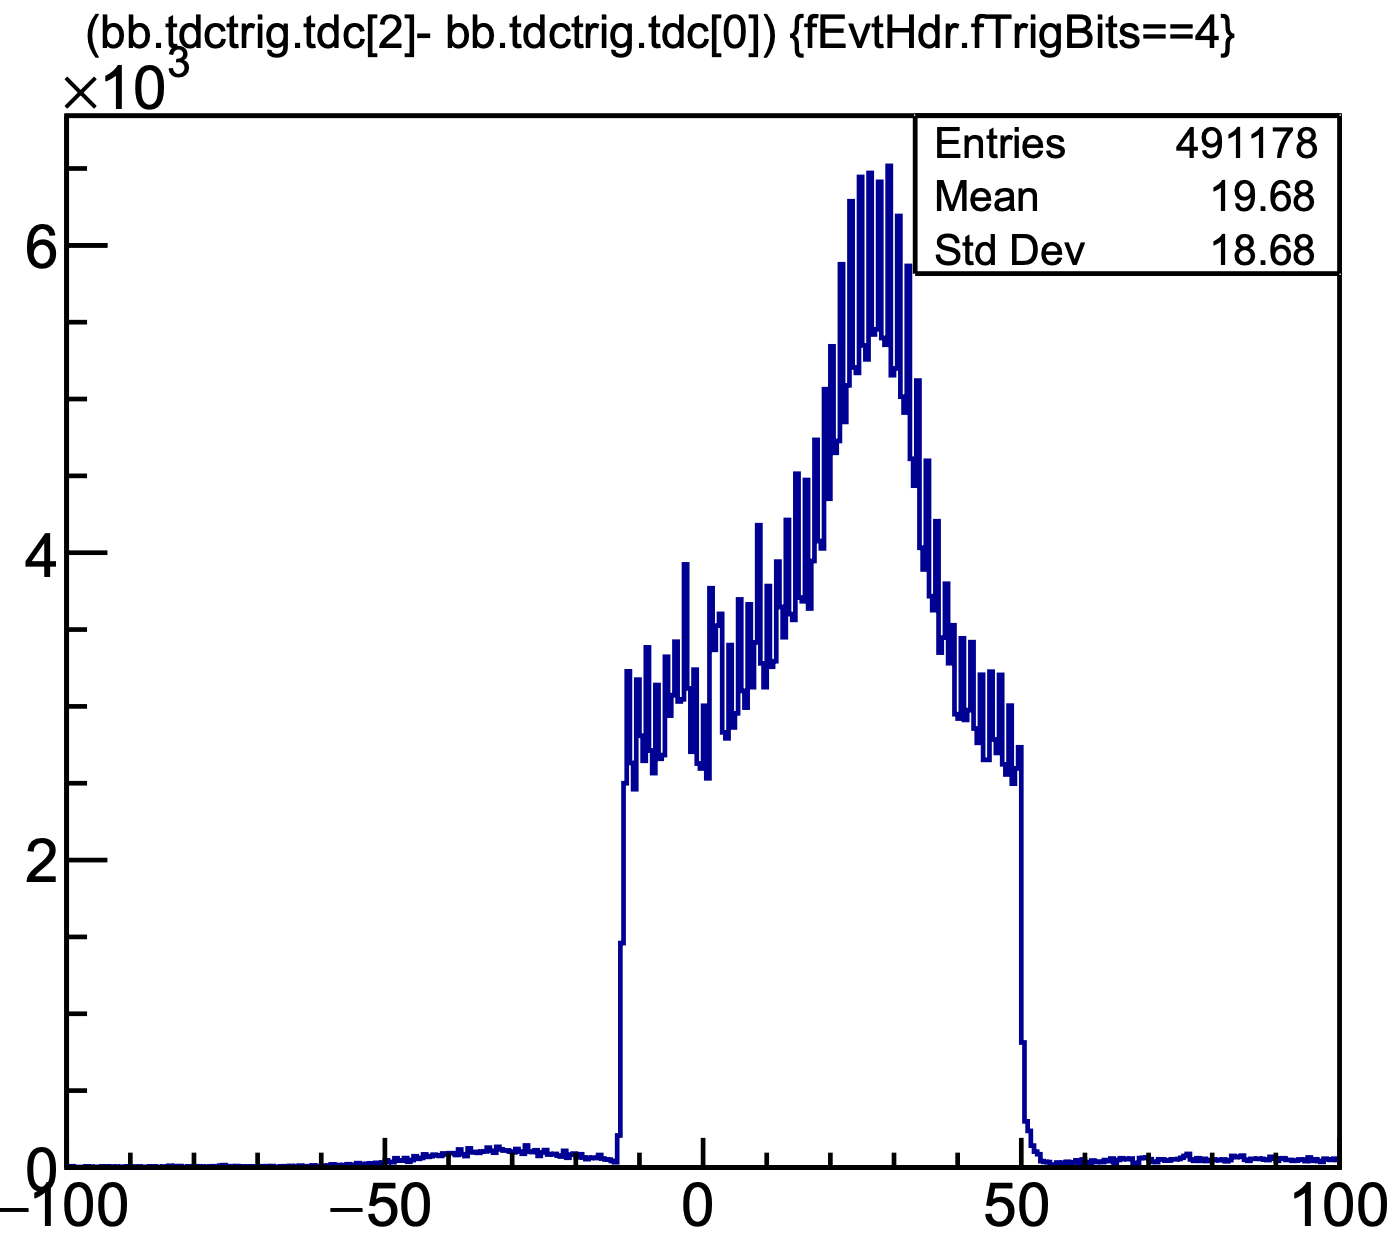 (bb.tdctrig.tdc[2]- bb.tdctrig.tdc[0]) {fEvtHdr.fTrigBits==4}
×10³
Entries 491178
Mean 19.68
Std Dev 18.68
6
4
2
0
−100 −50 0 50 100